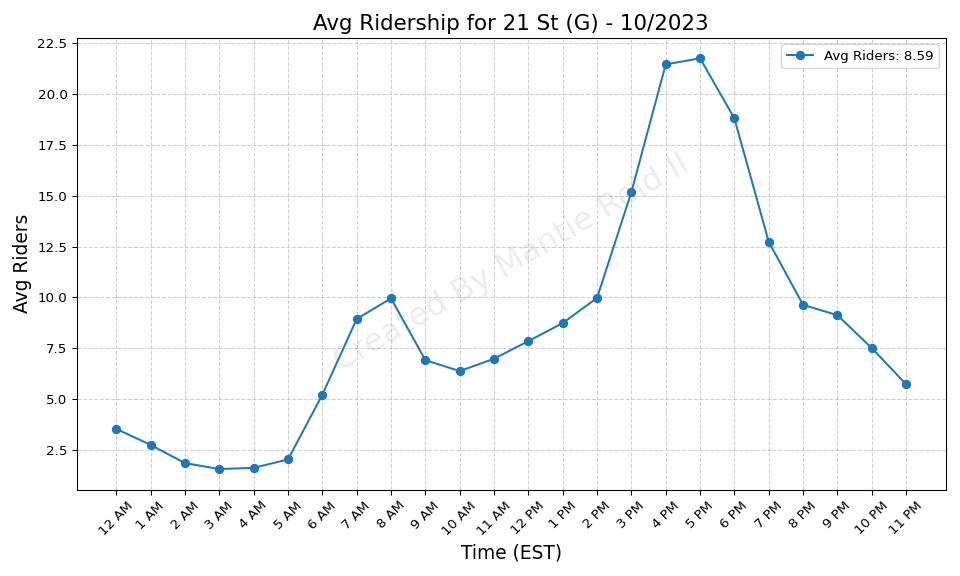 Avg Ridership for 21 St (G) - 10/2023
Avg Riders: 8.59
22.5
20.0
17.5
15.0
12.5
10.0
7.5
5.0
2.5
Avg Riders
Created By Mantie Reid II
12 AM
1 AM
2 AM
3 AM
4 AM
5 AM
6 AM
7 AM
8 AM
9 AM
10 AM
11 AM
12 PM
1 PM
2 PM
3 PM
4 PM
5 PM
6 PM
7 PM
8 PM
9 PM
10 PM
11 PM
Time (EST)